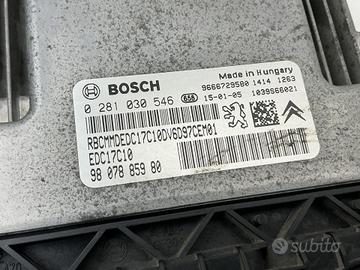 BOSCH
Made in Hungary
9666729580 1414 1263
0 281 030 546 656 15-01-05 1039S66021
RBCMMDEDC17C10DV6D97CEM01
EDC17C10
98 078 859 80
subito